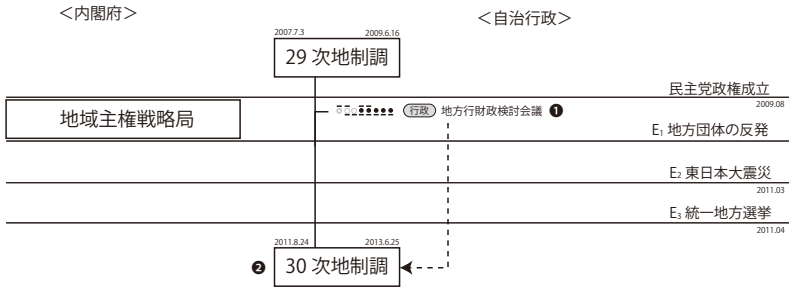 ＜内閣府＞
＜自治行政＞
2007.7.3 2009.6.16
29 次地制調
民主党政権成立
2009.08
地域主権戦略局
行政 地方行財政検討会議 ❶
E₁ 地方団体の反発
E₂ 東日本大震災
2011.03
E₃ 統一地方選挙
2011.04
2011.8.24 2013.6.25
❷ 30 次地制調